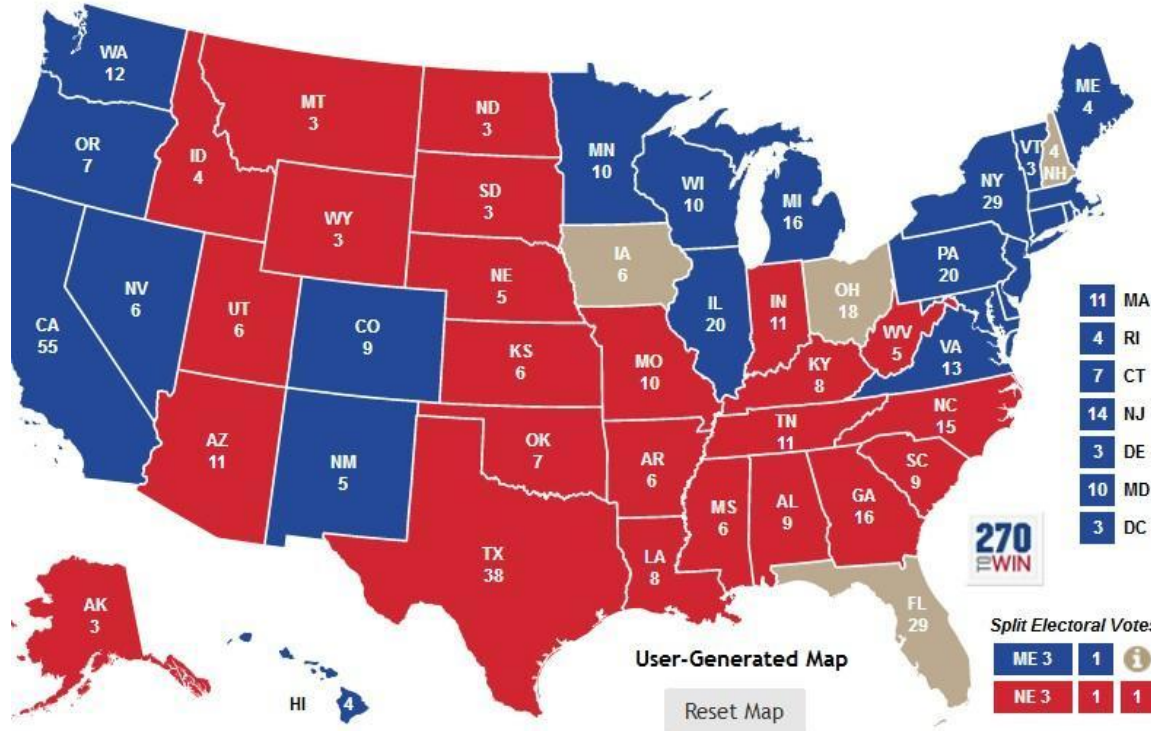 WA
12
OR
7
CA
55
NV
6
ID
4
MT
3
WY
3
UT
6
AZ
11
CO
9
NM
5
ND
3
SD
3
NE
5
KS
6
OK
7
TX
38
MN
10
IA
6
MO
10
AR
6
LA
8
WI
10
IL
20
MI
16
IN
11
OH
18
KY
8
TN
11
MS
6
AL
9
GA
16
FL
29
SC
9
NC
15
VA
13
WV
5
PA
20
NY
29
VT
3
4
NH
ME
4
AK
3
HI
4
11 MA
4 RI
7 CT
14 NJ
3 DE
10 MD
3 DC
270
TO WIN
User-Generated Map
Reset Map
Split Electoral Votes
ME 3 1 i
NE 3 1 1